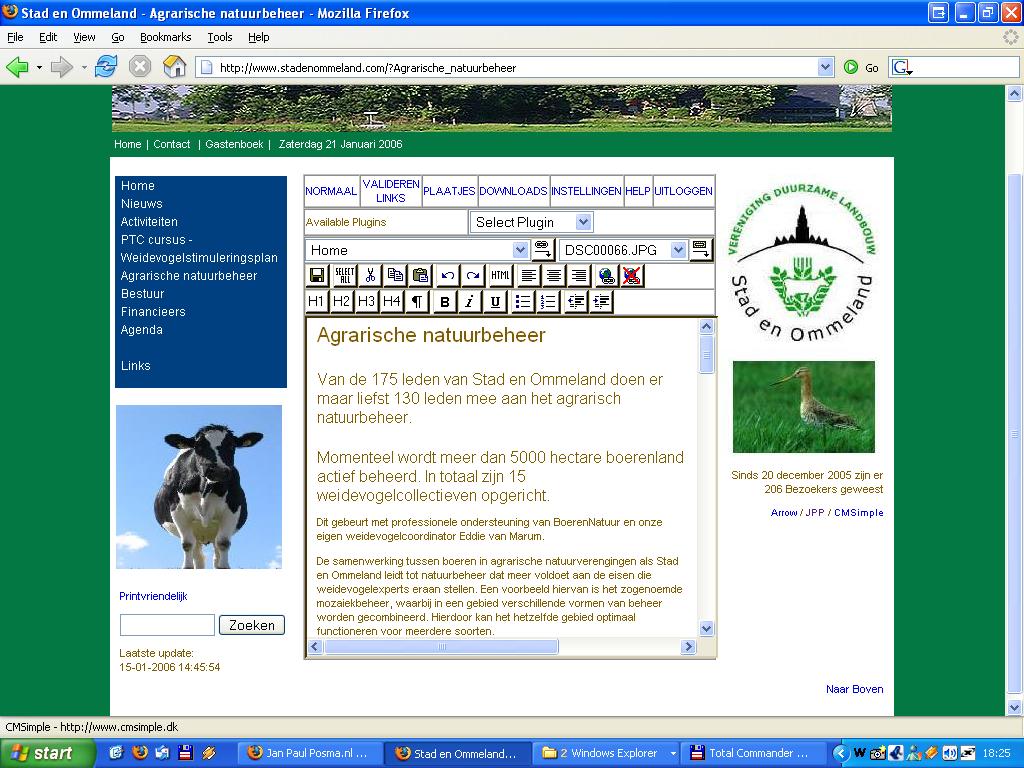 Stad en Ommeland - Agrarische natuurbeheer - Mozilla Firefox
File Edit View Go Bookmarks Tools Help
http://www.stadenommeland.com/?Agrarische_natuurbeheer Go G
Home | Contact | Gastenboek | Zaterdag 21 Januari 2006
Home
Nieuws
Activiteiten
PTC cursus -
Weidevogelstimuleringsplan
Agrarische natuurbeheer
Bestuur
Financieers
Agenda
Links
Printvriendelijk
Zoeken
Laatste update:
15-01-2006 14:45:54
NORMAAL VALIDEREN LINKS PLAATJES DOWNLOADS INSTELLINGEN HELP UITLOGGEN
Available Plugins Select Plugin
Home DSC00066.JPG
SELECT ALL HTML
H1 H2 H3 H4 ¶ B i U
Agrarische natuurbeheer
Van de 175 leden van Stad en Ommeland doen er
maar liefst 130 leden mee aan het agrarisch
natuurbeheer.
Momenteel wordt meer dan 5000 hectare boerenland
actief beheerd. In totaal zijn 15
weidevogelcollectieven opgericht.
Dit gebeurt met professionele ondersteuning van BoerenNatuur en onze
eigen weidevogelcoordinator Eddie van Marum.
De samenwerking tussen boeren in agrarische natuurverengingen als Stad
en Ommeland leidt tot natuurbeheer dat meer voldoet aan de eisen die
weidevogelexperts eraan stellen. Een voorbeeld hiervan is het zogenoemde
mozaiekbeheer, waarbij in een gebied verschillende vormen van beheer
worden gecombineerd. Hierdoor kan het hetzelfde gebied optimaal
functioneren voor meerdere soorten.
VERENIGING DUURZAME LANDBOUW
Stad en Ommeland
Sinds 20 december 2005 zijn er
206 Bezoekers geweest
Arrow / JPP / CMSimple
Naar Boven
CMSimple - http://www.cmsimple.dk
start Jan Paul Posma.nl ... Stad en Ommeland... 2 Windows Explorer Total Commander ... W 18:25